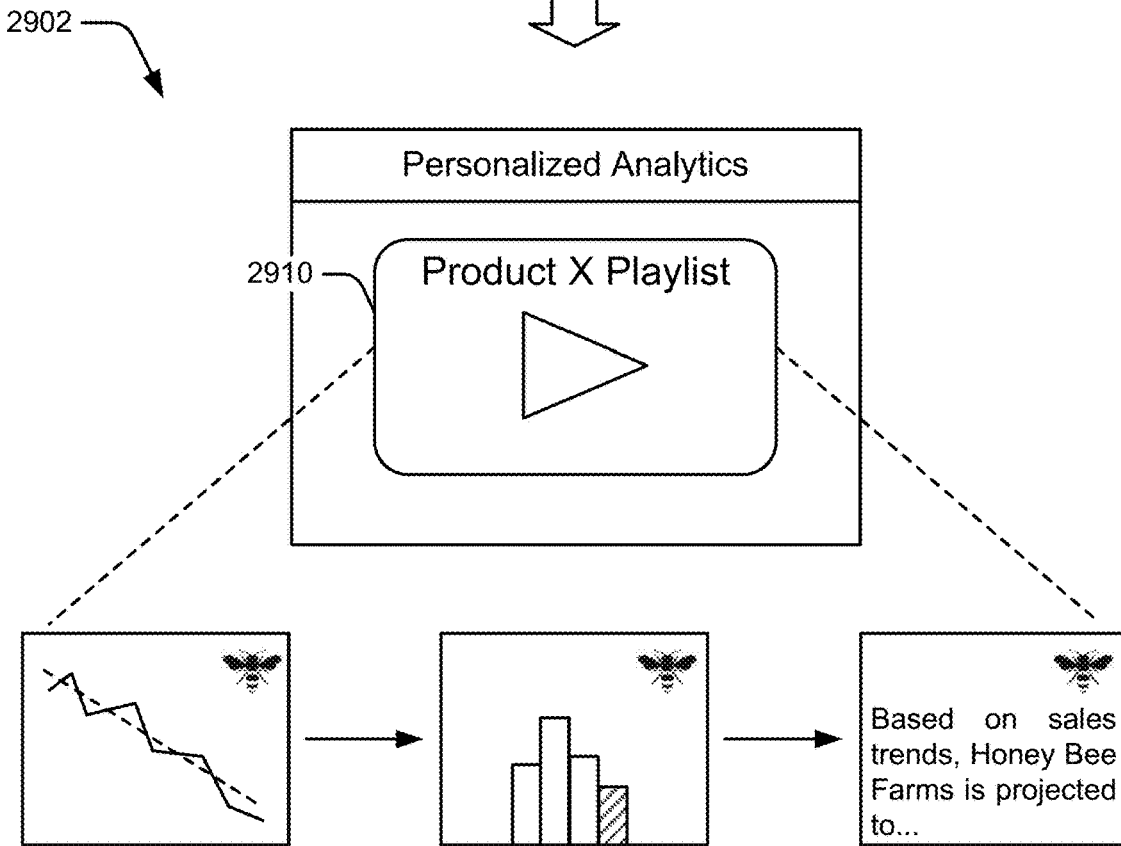 2902
Personalized Analytics
2910
Product X Playlist
Based on sales
trends, Honey Bee
Farms is projected
to...